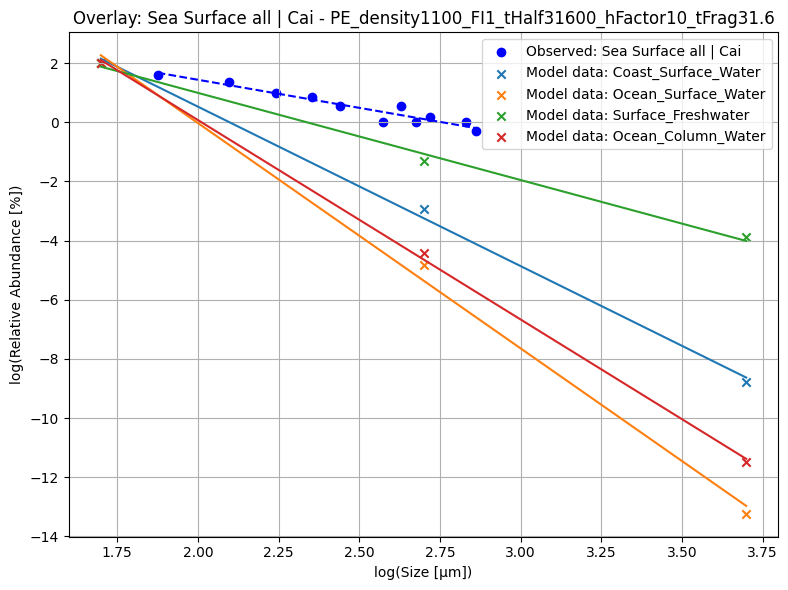 Overlay: Sea Surface all | Cai - PE_density1100_FI1_tHalf31600_hFactor10_tFrag31.6
Observed: Sea Surface all | Cai
Model data: Coast_Surface_Water
Model data: Ocean_Surface_Water
Model data: Surface_Freshwater
Model data: Ocean_Column_Water
log(Relative Abundance [%])
2
0
−2
−4
−6
−8
−10
−12
−14
1.75
2.00
2.25
2.50
2.75
3.00
3.25
3.50
3.75
log(Size [μm])